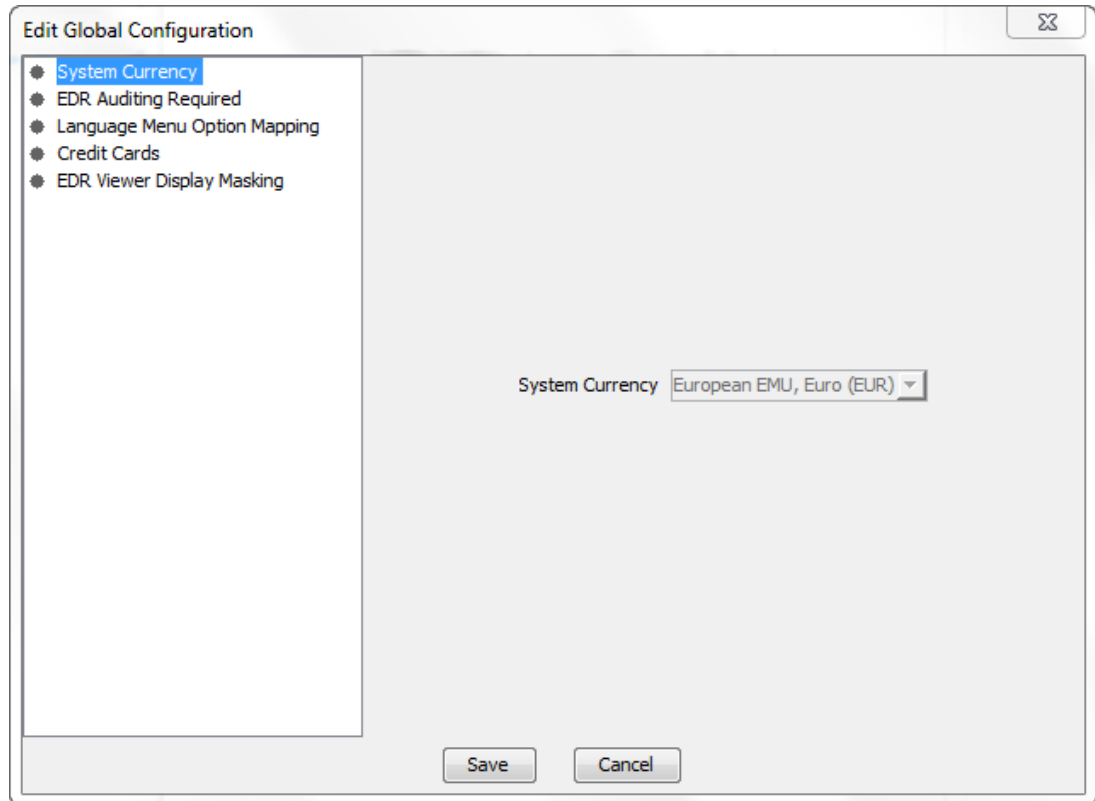 Edit Global Configuration
System Currency
EDR Auditing Required
Language Menu Option Mapping
Credit Cards
EDR Viewer Display Masking
System Currency European EMU, Euro (EUR)
Save Cancel